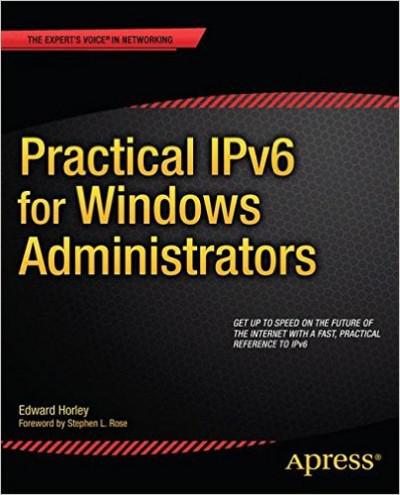 THE EXPERT'S VOICE® IN NETWORKING
Practical IPv6
for Windows
Administrators
GET UP TO SPEED ON THE FUTURE OF
THE INTERNET WITH A FAST, PRACTICAL
REFERENCE TO IPv6
Edward Horley
Foreword by Stephen L. Rose
Apress®